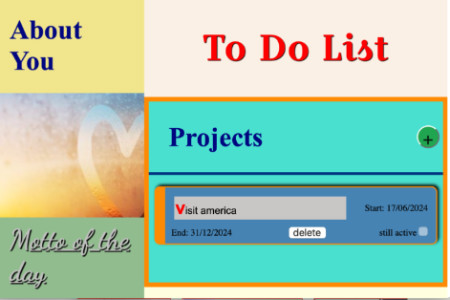 About
You
To Do List
Projects
+
Visit america
Start: 17/06/2024
End: 31/12/2024
delete
still active
Motto of the
day